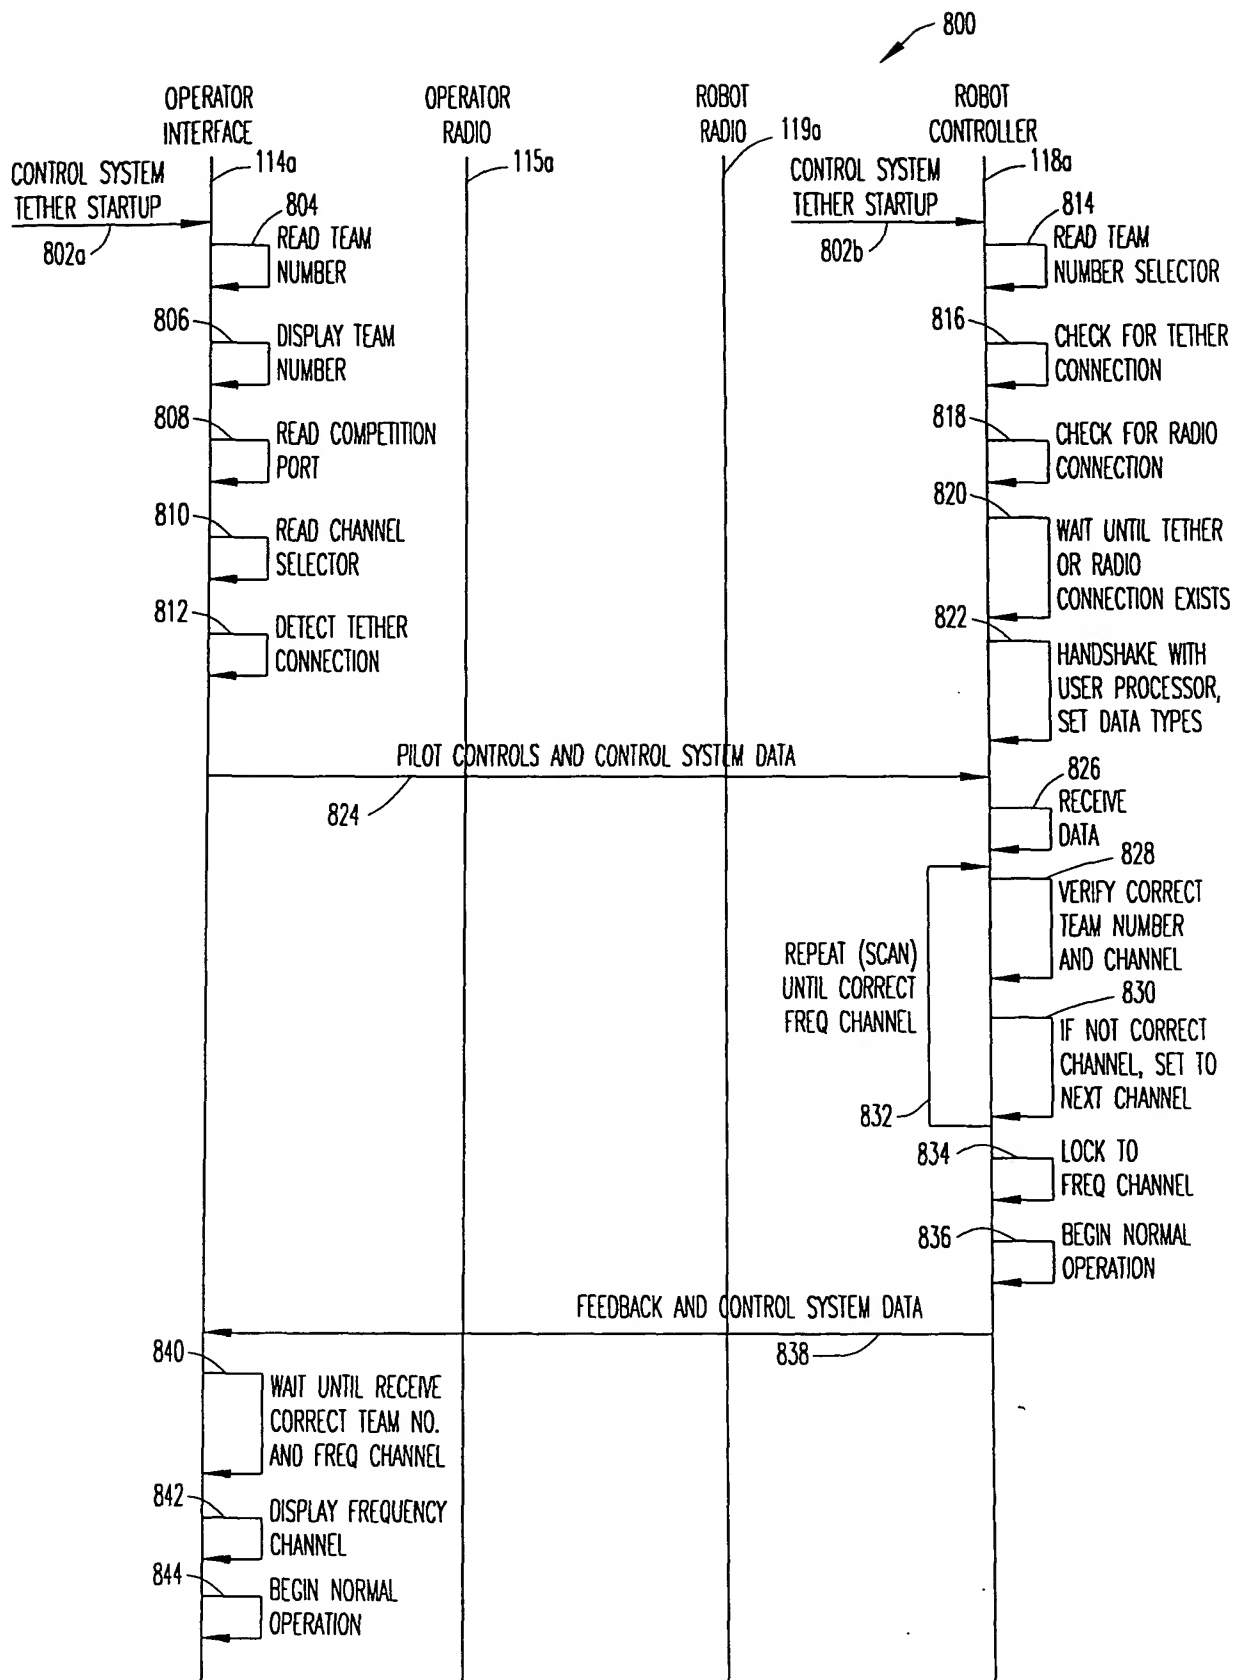 800
OPERATOR
INTERFACE
OPERATOR
RADIO
ROBOT
RADIO
ROBOT
CONTROLLER
114a
115a
119a
118a
CONTROL SYSTEM
TETHER STARTUP
802a
804
READ TEAM
NUMBER
806
DISPLAY TEAM
NUMBER
808
READ COMPETITION
PORT
810
READ CHANNEL
SELECTOR
812
DETECT TETHER
CONNECTION
CONTROL SYSTEM
TETHER STARTUP
802b
814
READ TEAM
NUMBER SELECTOR
816
CHECK FOR TETHER
CONNECTION
818
CHECK FOR RADIO
CONNECTION
820
WAIT UNTIL TETHER
OR RADIO
CONNECTION EXISTS
822
HANDSHAKE WITH
USER PROCESSOR,
SET DATA TYPES
PILOT CONTROLS AND CONTROL SYSTEM DATA
824
826
RECEIVE
DATA
828
VERIFY CORRECT
TEAM NUMBER
AND CHANNEL
REPEAT (SCAN)
UNTIL CORRECT
FREQ CHANNEL
830
IF NOT CORRECT
CHANNEL, SET TO
NEXT CHANNEL
832
834
LOCK TO
FREQ CHANNEL
836
BEGIN NORMAL
OPERATION
FEEDBACK AND CONTROL SYSTEM DATA
838
840
WAIT UNTIL RECEIVE
CORRECT TEAM NO.
AND FREQ CHANNEL
842
DISPLAY FREQUENCY
CHANNEL
844
BEGIN NORMAL
OPERATION